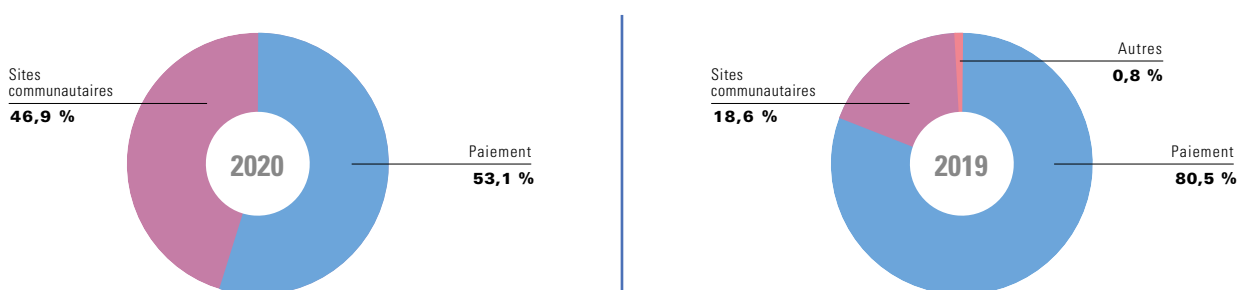 Sites
communautaires
46,9 %
2020
Paiement
53,1 %
Sites
communautaires
18,6 %
2019
Autres
0,8 %
Paiement
80,5 %